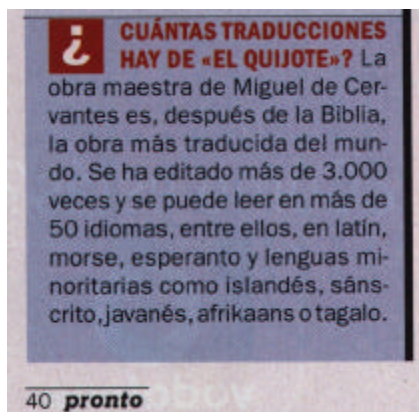 ¿ CUÁNTAS TRADUCCIONES
HAY DE «EL QUIJOTE»? La
obra maestra de Miguel de Cer-
vantes es, después de la Biblia,
la obra más traducida del mun-
do. Se ha editado más de 3.000
veces y se puede leer en más de
50 idiomas, entre ellos, en latín,
morse, esperanto y lenguas mi-
noritarias como islandés, sáns-
crito, javanés, afrikaans o tagalo.
40 pronto